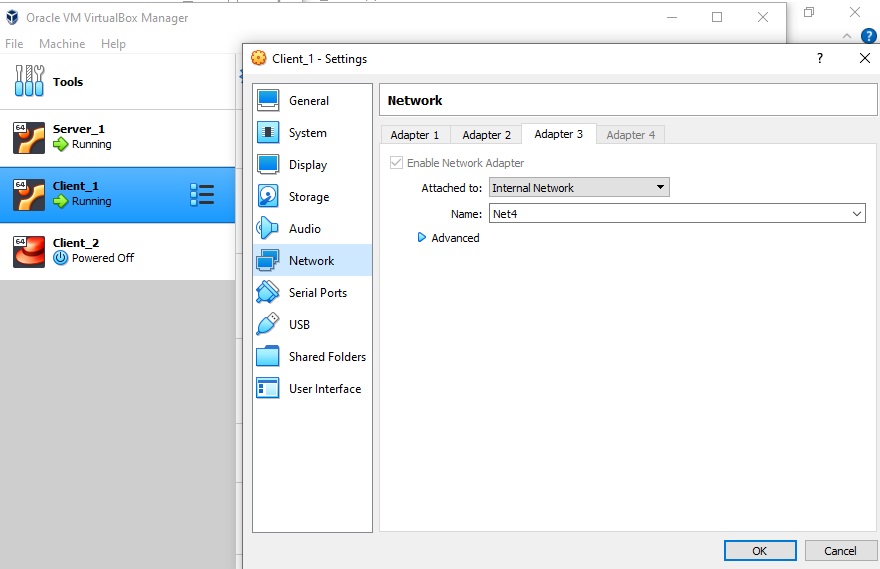 Oracle VM VirtualBox Manager
File Machine Help
?
Tools
64
Server_1
Running
64
Client_1
Running
64
Client_2
Powered Off
Client_1 - Settings
?
General
System
Display
Storage
Audio
Network
Serial Ports
USB
Shared Folders
User Interface
Network
Adapter 1 Adapter 2 Adapter 3 Adapter 4
Enable Network Adapter
Attached to: Internal Network
Name: Net4
Advanced
OK Cancel